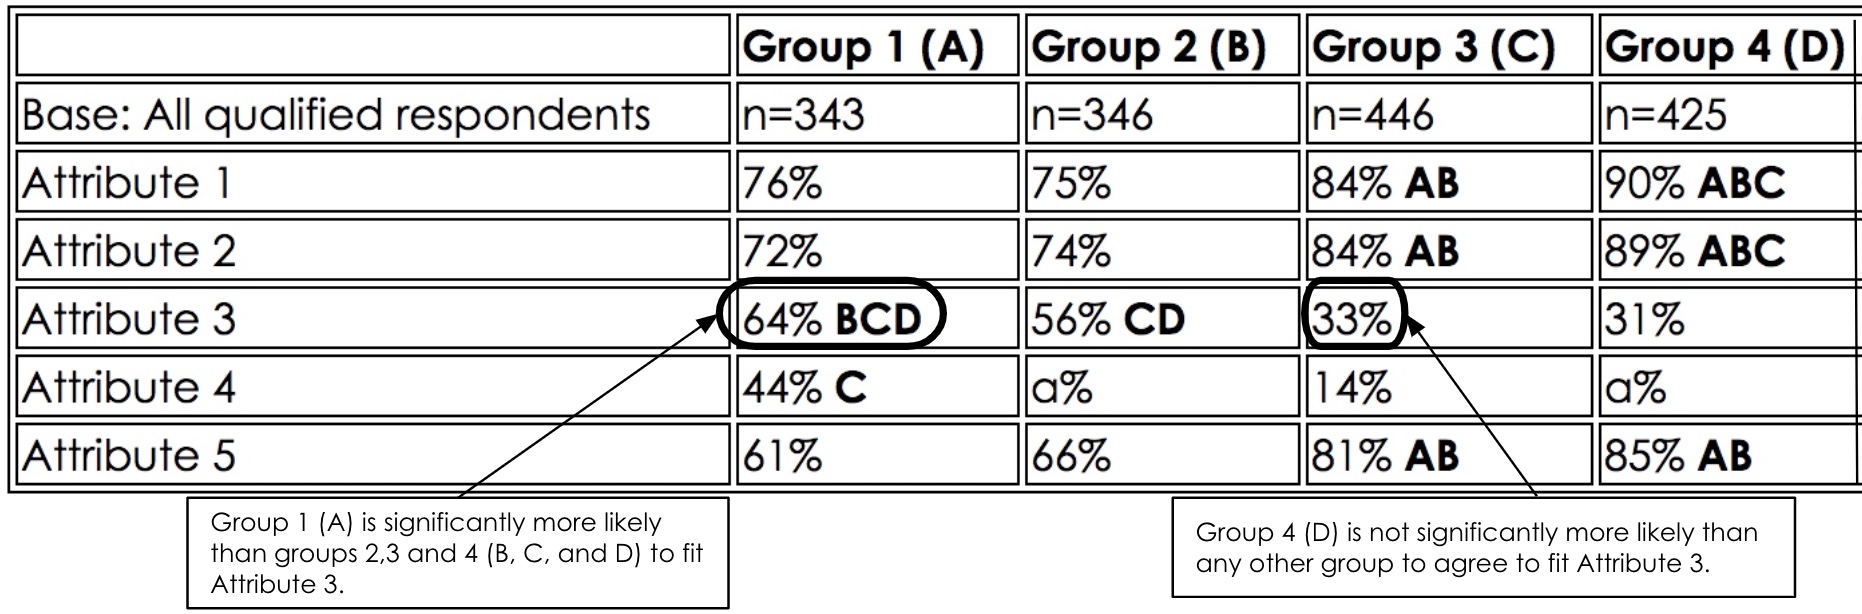 Group 1 (A) Group 2 (B) Group 3 (C) Group 4 (D)
Base: All qualified respondents n=343 n=346 n=446 n=425
Attribute 1 76% 75% 84% AB 90% ABC
Attribute 2 72% 74% 84% AB 89% ABC
Attribute 3 64% BCD 56% CD 33% 31%
Attribute 4 44% C a% 14% a%
Attribute 5 61% 66% 81% AB 85% AB
Group 1 (A) is significantly more likely
than groups 2,3 and 4 (B, C, and D) to fit
Attribute 3.
Group 4 (D) is not significantly more likely than
any other group to agree to fit Attribute 3.